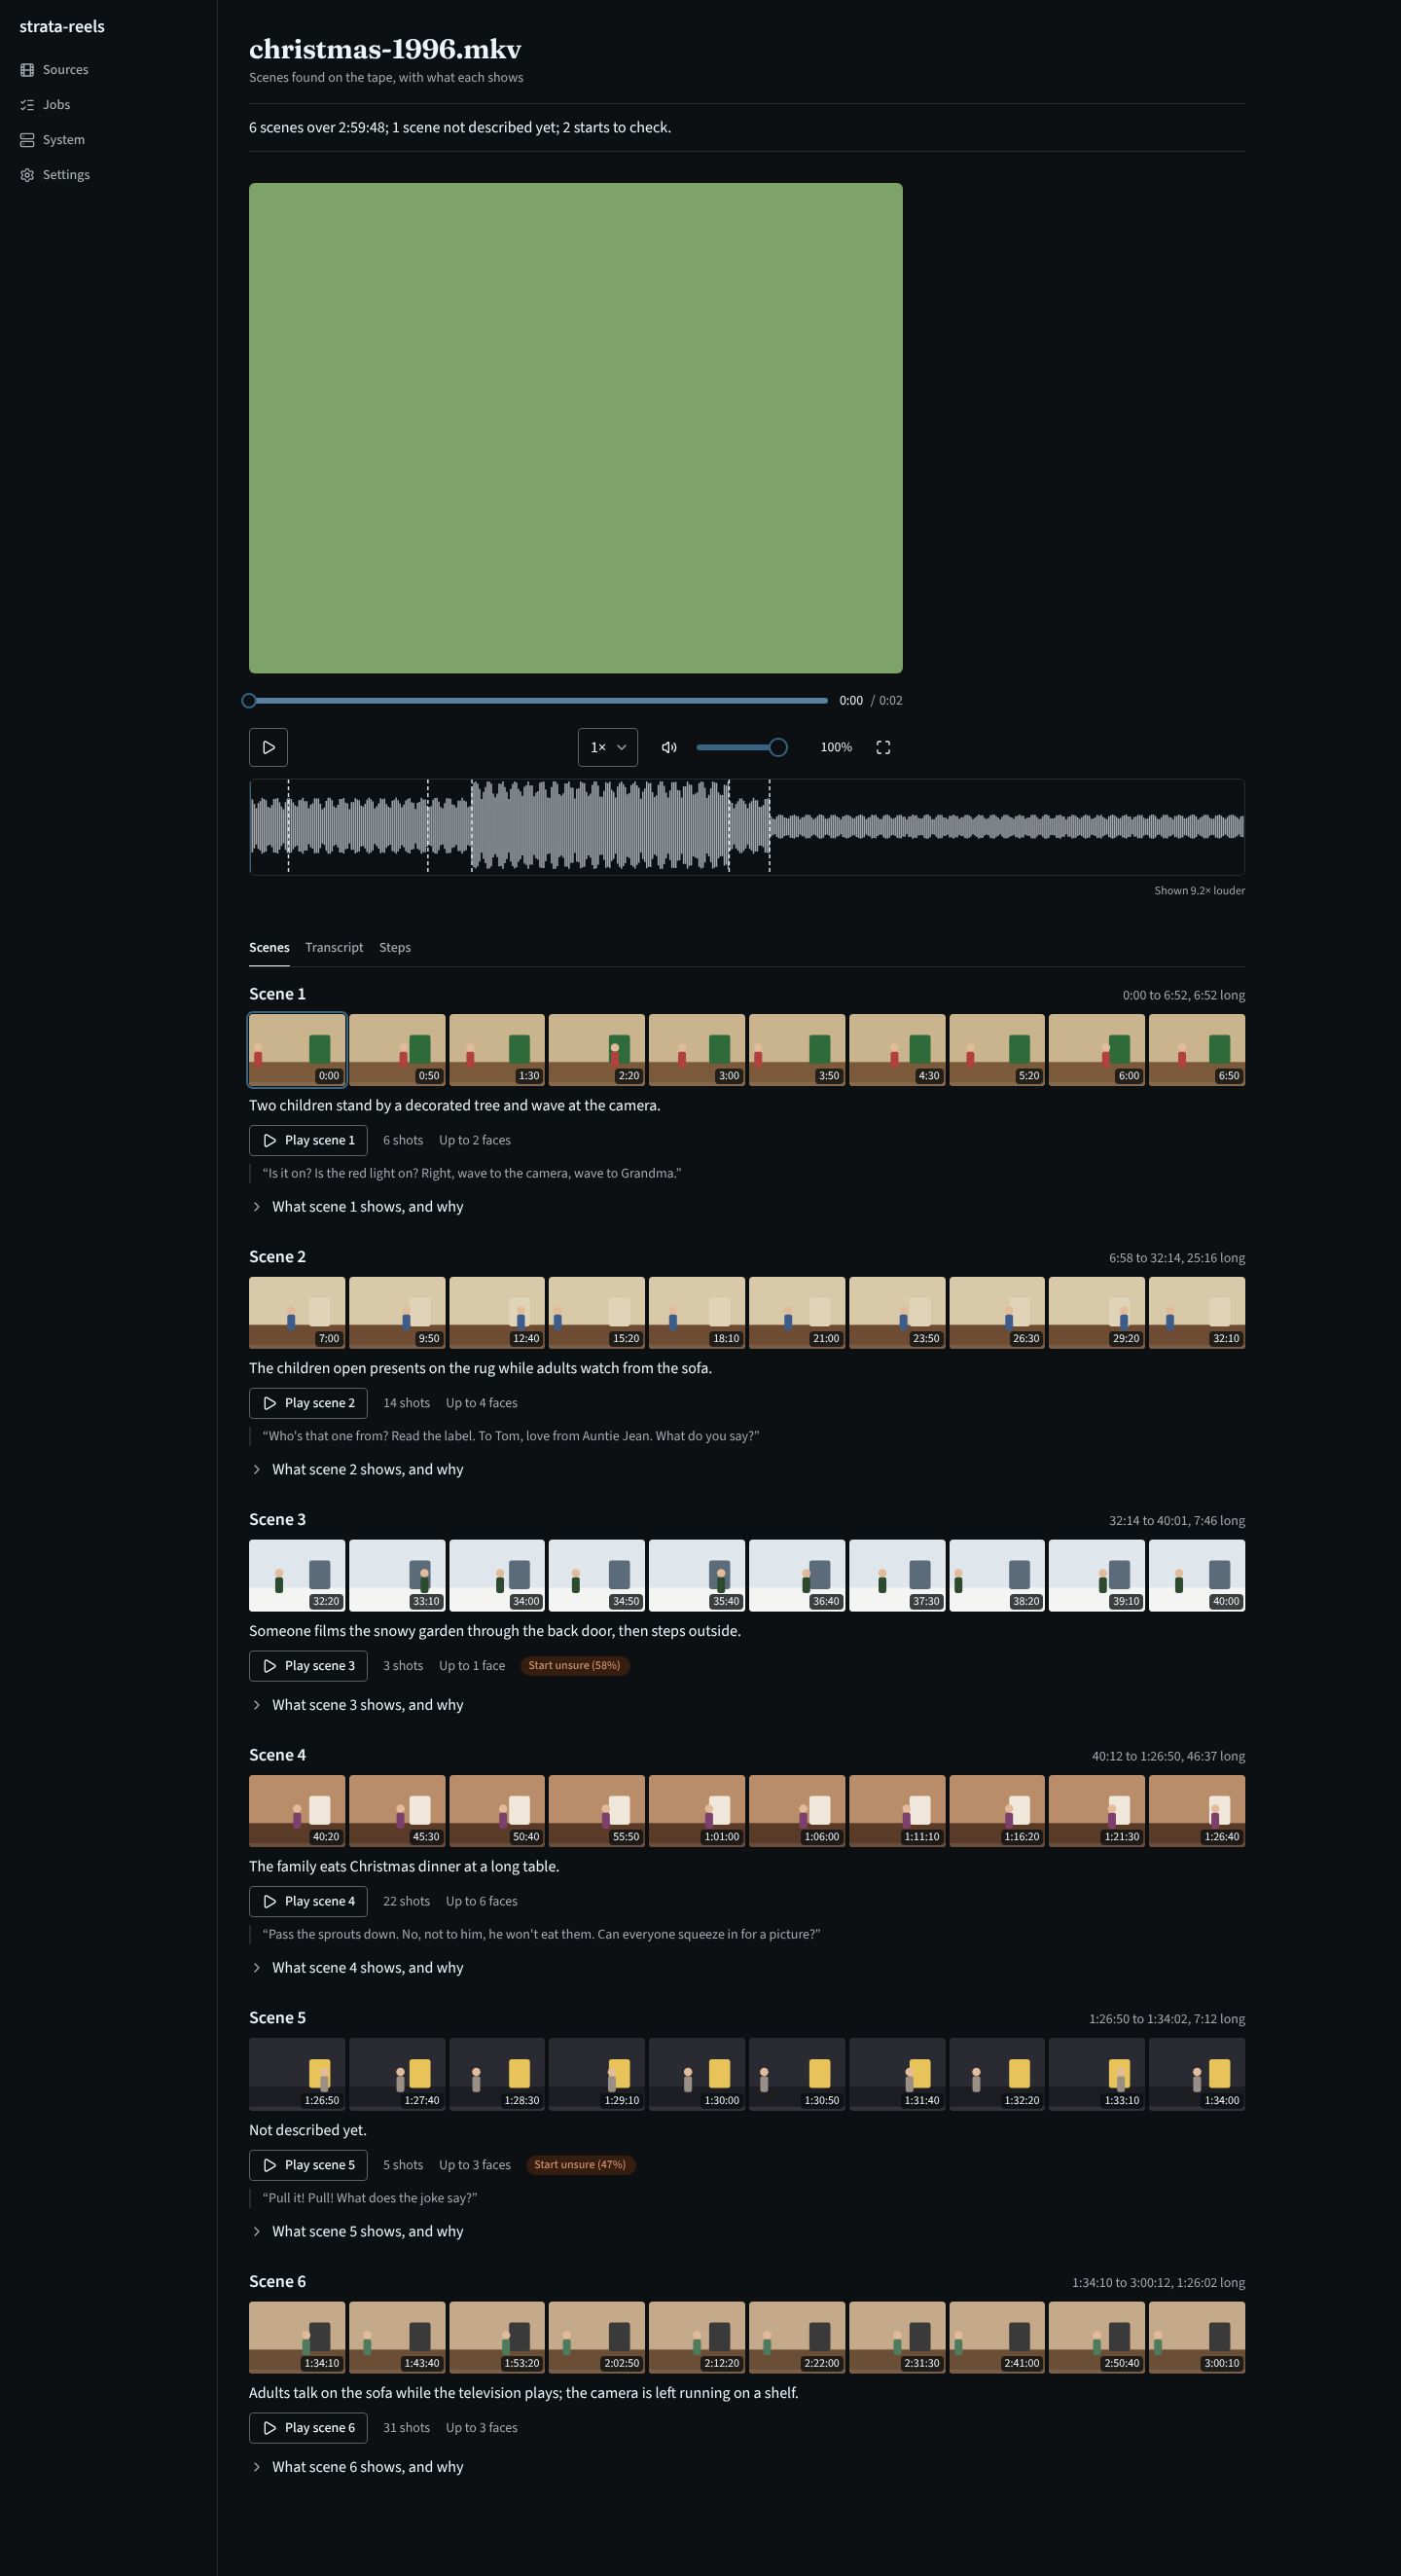 strata-reels
Sources
Jobs
System
Settings
christmas-1996.mkv
Scenes found on the tape, with what each shows
6 scenes over 2:59:48; 1 scene not described yet; 2 starts to check.
0:00 / 0:02
1× 100%
Shown 9.2× louder
Scenes Transcript Steps
Scene 1 0:00 to 6:52, 6:52 long
0:00 0:50 1:30 2:20 3:00 3:50 4:30 5:20 6:00 6:50
Two children stand by a decorated tree and wave at the camera.
Play scene 1 6 shots Up to 2 faces
“Is it on? Is the red light on? Right, wave to the camera, wave to Grandma.”
What scene 1 shows, and why
Scene 2 6:58 to 32:14, 25:16 long
7:00 9:50 12:40 15:20 18:10 21:00 23:50 26:30 29:20 32:10
The children open presents on the rug while adults watch from the sofa.
Play scene 2 14 shots Up to 4 faces
“Who's that one from? Read the label. To Tom, love from Auntie Jean. What do you say?”
What scene 2 shows, and why
Scene 3 32:14 to 40:01, 7:46 long
32:20 33:10 34:00 34:50 35:40 36:40 37:30 38:20 39:10 40:00
Someone films the snowy garden through the back door, then steps outside.
Play scene 3 3 shots Up to 1 face Start unsure (58%)
What scene 3 shows, and why
Scene 4 40:12 to 1:26:50, 46:37 long
40:20 45:30 50:40 55:50 1:01:00 1:06:00 1:11:10 1:16:20 1:21:30 1:26:40
The family eats Christmas dinner at a long table.
Play scene 4 22 shots Up to 6 faces
“Pass the sprouts down. No, not to him, he won't eat them. Can everyone squeeze in for a picture?”
What scene 4 shows, and why
Scene 5 1:26:50 to 1:34:02, 7:12 long
1:26:50 1:27:40 1:28:30 1:29:10 1:30:00 1:30:50 1:31:40 1:32:20 1:33:10 1:34:00
Not described yet.
Play scene 5 5 shots Up to 3 faces Start unsure (47%)
“Pull it! Pull! What does the joke say?”
What scene 5 shows, and why
Scene 6 1:34:10 to 3:00:12, 1:26:02 long
1:34:10 1:43:40 1:53:20 2:02:50 2:12:20 2:22:00 2:31:30 2:41:00 2:50:40 3:00:10
Adults talk on the sofa while the television plays; the camera is left running on a shelf.
Play scene 6 31 shots Up to 3 faces
What scene 6 shows, and why